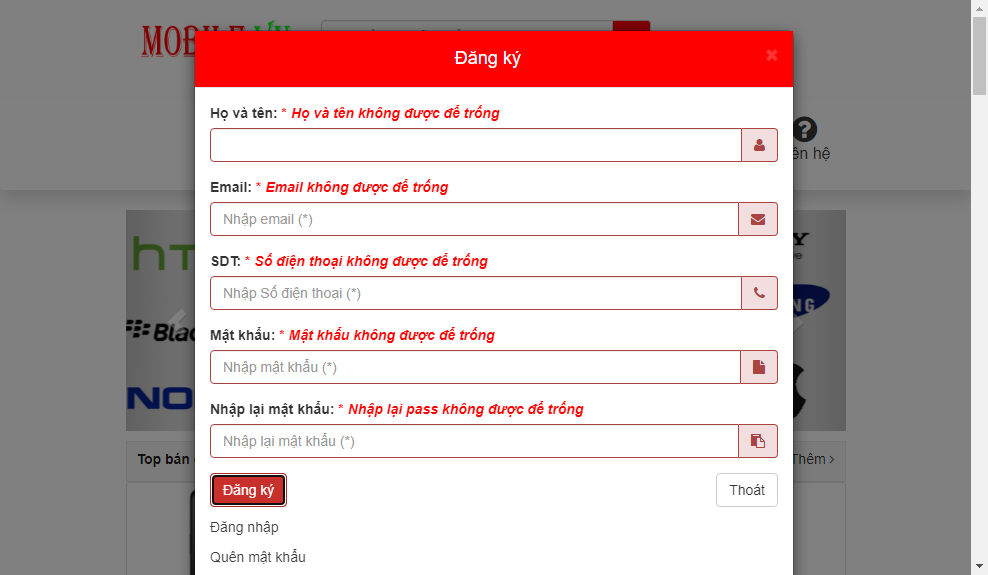 Đăng ký
Họ và tên: * Họ và tên không được để trống
Email: * Email không được để trống
Nhập email (*)
SDT: * Số điện thoại không được để trống
Nhập Số điện thoại (*)
Mật khẩu: * Mật khẩu không được để trống
Nhập mật khẩu (*)
Nhập lại mật khẩu: * Nhập lại pass không được để trống
Nhập lại mật khẩu (*)
Đăng ký
Thoát
Đăng nhập
Quên mật khẩu
hệ
Top bán
Thêm